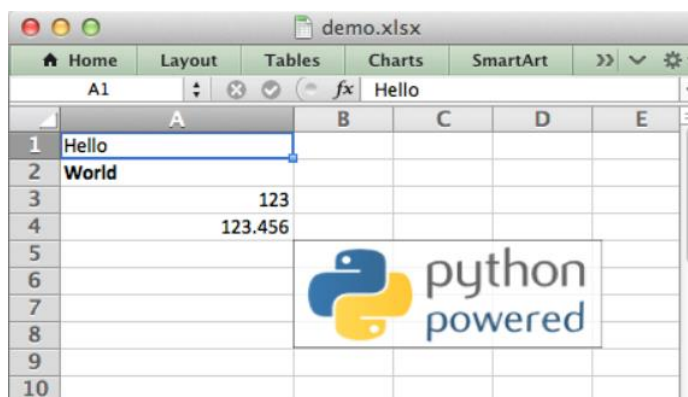 demo.xlsx
Home Layout Tables Charts SmartArt >>
A1 fx Hello
A B C D E
1 Hello
2 World
3 123
4 123.456
5
6 python
7
8 powered
9
10